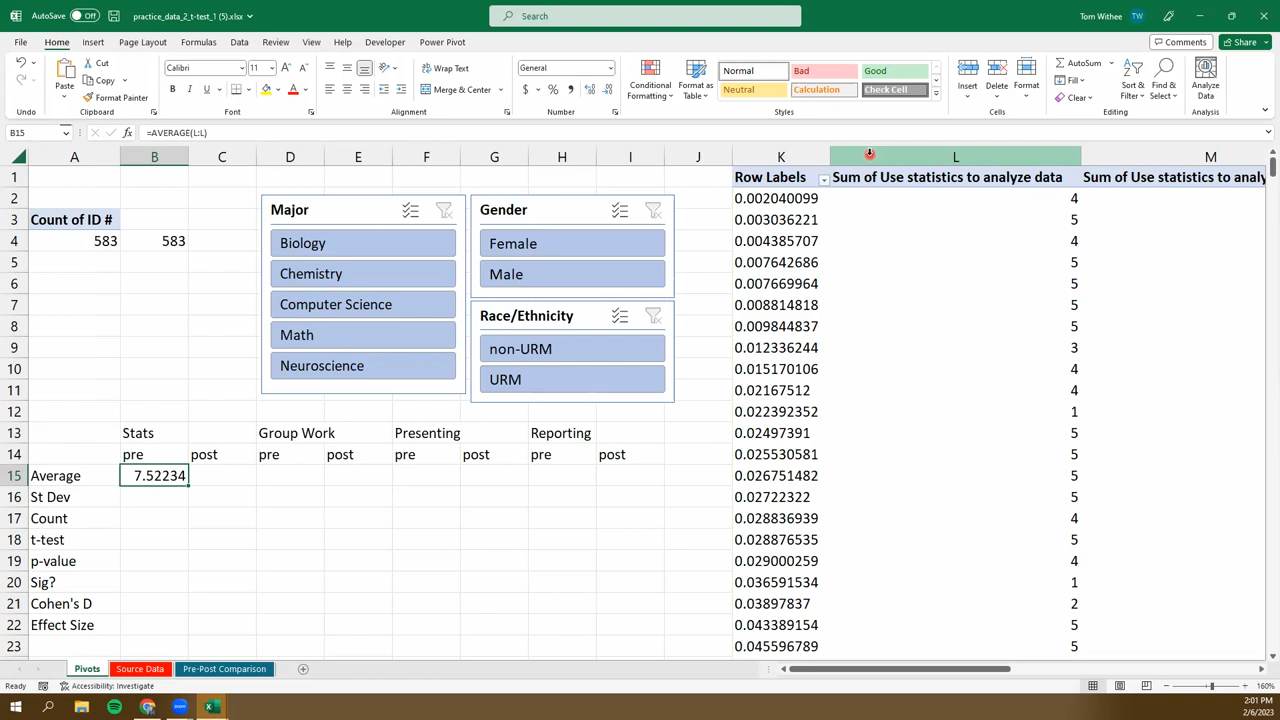 AutoSave Off practice_data_2_t-test_1 (5).xlsx Search Tom Withee TW
File Home Insert Page Layout Formulas Data Review View Help Developer Power Pivot Comments Share
Paste Cut Copy Format Painter Calibri 11 Wrap Text Merge & Center General Conditional Formatting Format as Table Normal Bad Good Neutral Calculation Check Cell Insert Delete Format AutoSum Fill Clear Sort & Filter Find & Select Analyze Data
Undo Clipboard Font Alignment Number Styles Cells Editing Analysis
B15 fx =AVERAGE(L:L)
A B C D E F G H I J K L M
1 Row Labels Sum of Use statistics to analyze data Sum of Use statistics to analy
2 0.002040099 4
3 Count of ID # Major Gender 0.003036221 5
4 583 583 Biology Female 0.004385707 4
5 0.007642686 5
6 Chemistry Male 0.007669964 5
7 Computer Science 0.008814818 5
8 Race/Ethnicity 0.009844837 5
9 Math non-URM 0.012336244 3
10 Neuroscience URM 0.015170106 4
11 0.02167512 4
12 0.022392352 1
13 Stats Group Work Presenting Reporting 0.02497391 5
14 pre post pre post pre post pre post 0.025530581 5
15 Average 7.52234 0.026751482 5
16 St Dev 0.02722322 5
17 Count 0.028836939 4
18 t-test 0.028876535 5
19 p-value 0.029000259 4
20 Sig? 0.036591534 1
21 Cohen's D 0.03897837 2
22 Effect Size 0.043389154 5
23 0.045596789 5
Pivots Source Data Pre-Post Comparison
Ready Accessibility: Investigate 160%
2:01 PM
2/6/2023